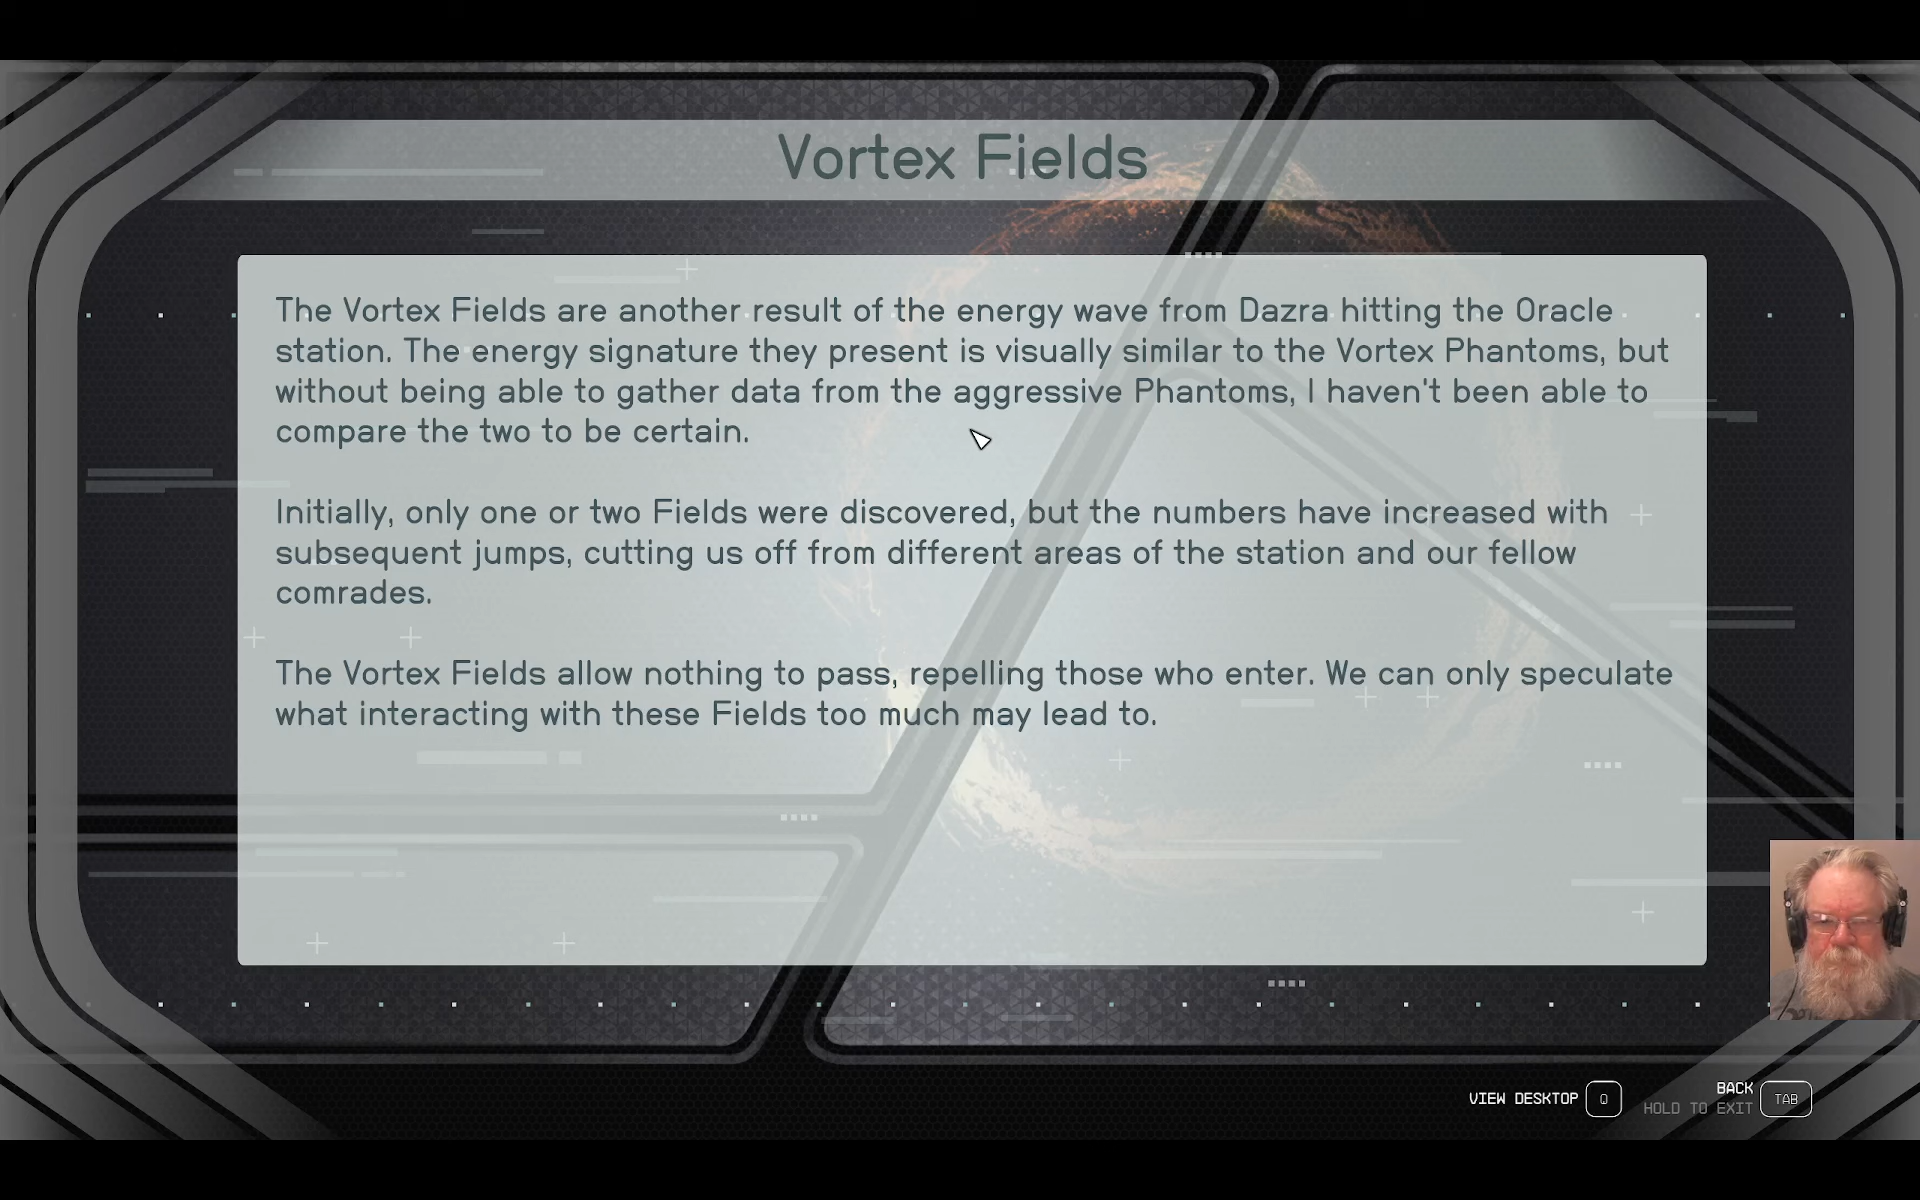 Vortex Fields
The Vortex Fields are another result of the energy wave from Dazra hitting the Oracle
station. The energy signature they present is visually similar to the Vortex Phantoms, but
without being able to gather data from the aggressive Phantoms, I haven't been able to
compare the two to be certain.
Initially, only one or two Fields were discovered, but the numbers have increased with
subsequent jumps, cutting us off from different areas of the station and our fellow
comrades.
The Vortex Fields allow nothing to pass, repelling those who enter. We can only speculate
what interacting with these Fields too much may lead to.
VIEW DESKTOP Q
BACK
HOLD TO EXIT TAB